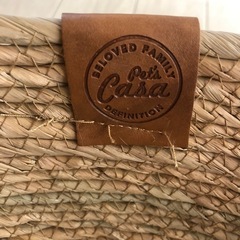 BELOVED FAMILY
Pet's
Casa
DEFINITION